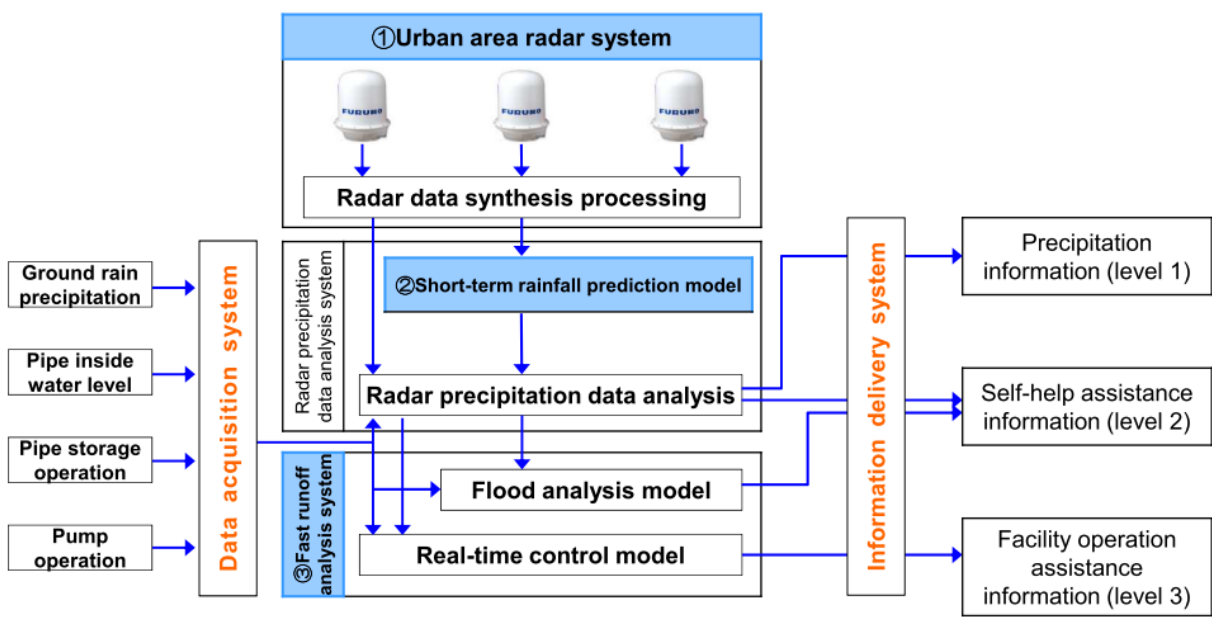 ①Urban area radar system
FURUNO
FURUNO
FURUNO
Radar data synthesis processing
Radar precipitation
data analysis system
②Short-term rainfall prediction model
Radar precipitation data analysis
③Fast runoff
analysis system
Flood analysis model
Real-time control model
Ground rain
precipitation
Pipe inside
water level
Pipe storage
operation
Pump
operation
Data acquisition system
Information delivery system
Precipitation
information (level 1)
Self-help assistance
information (level 2)
Facility operation
assistance
information (level 3)